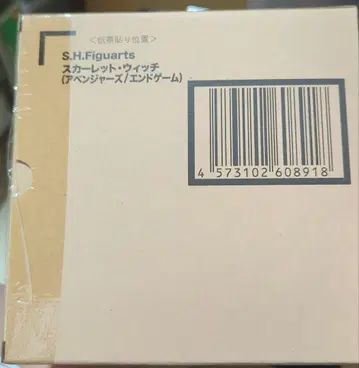 ＜伝票貼り位置＞
S.H.Figuarts
スカーレット・ウィッチ
(アベンジャーズ/エンドゲーム)
4 573102 608918